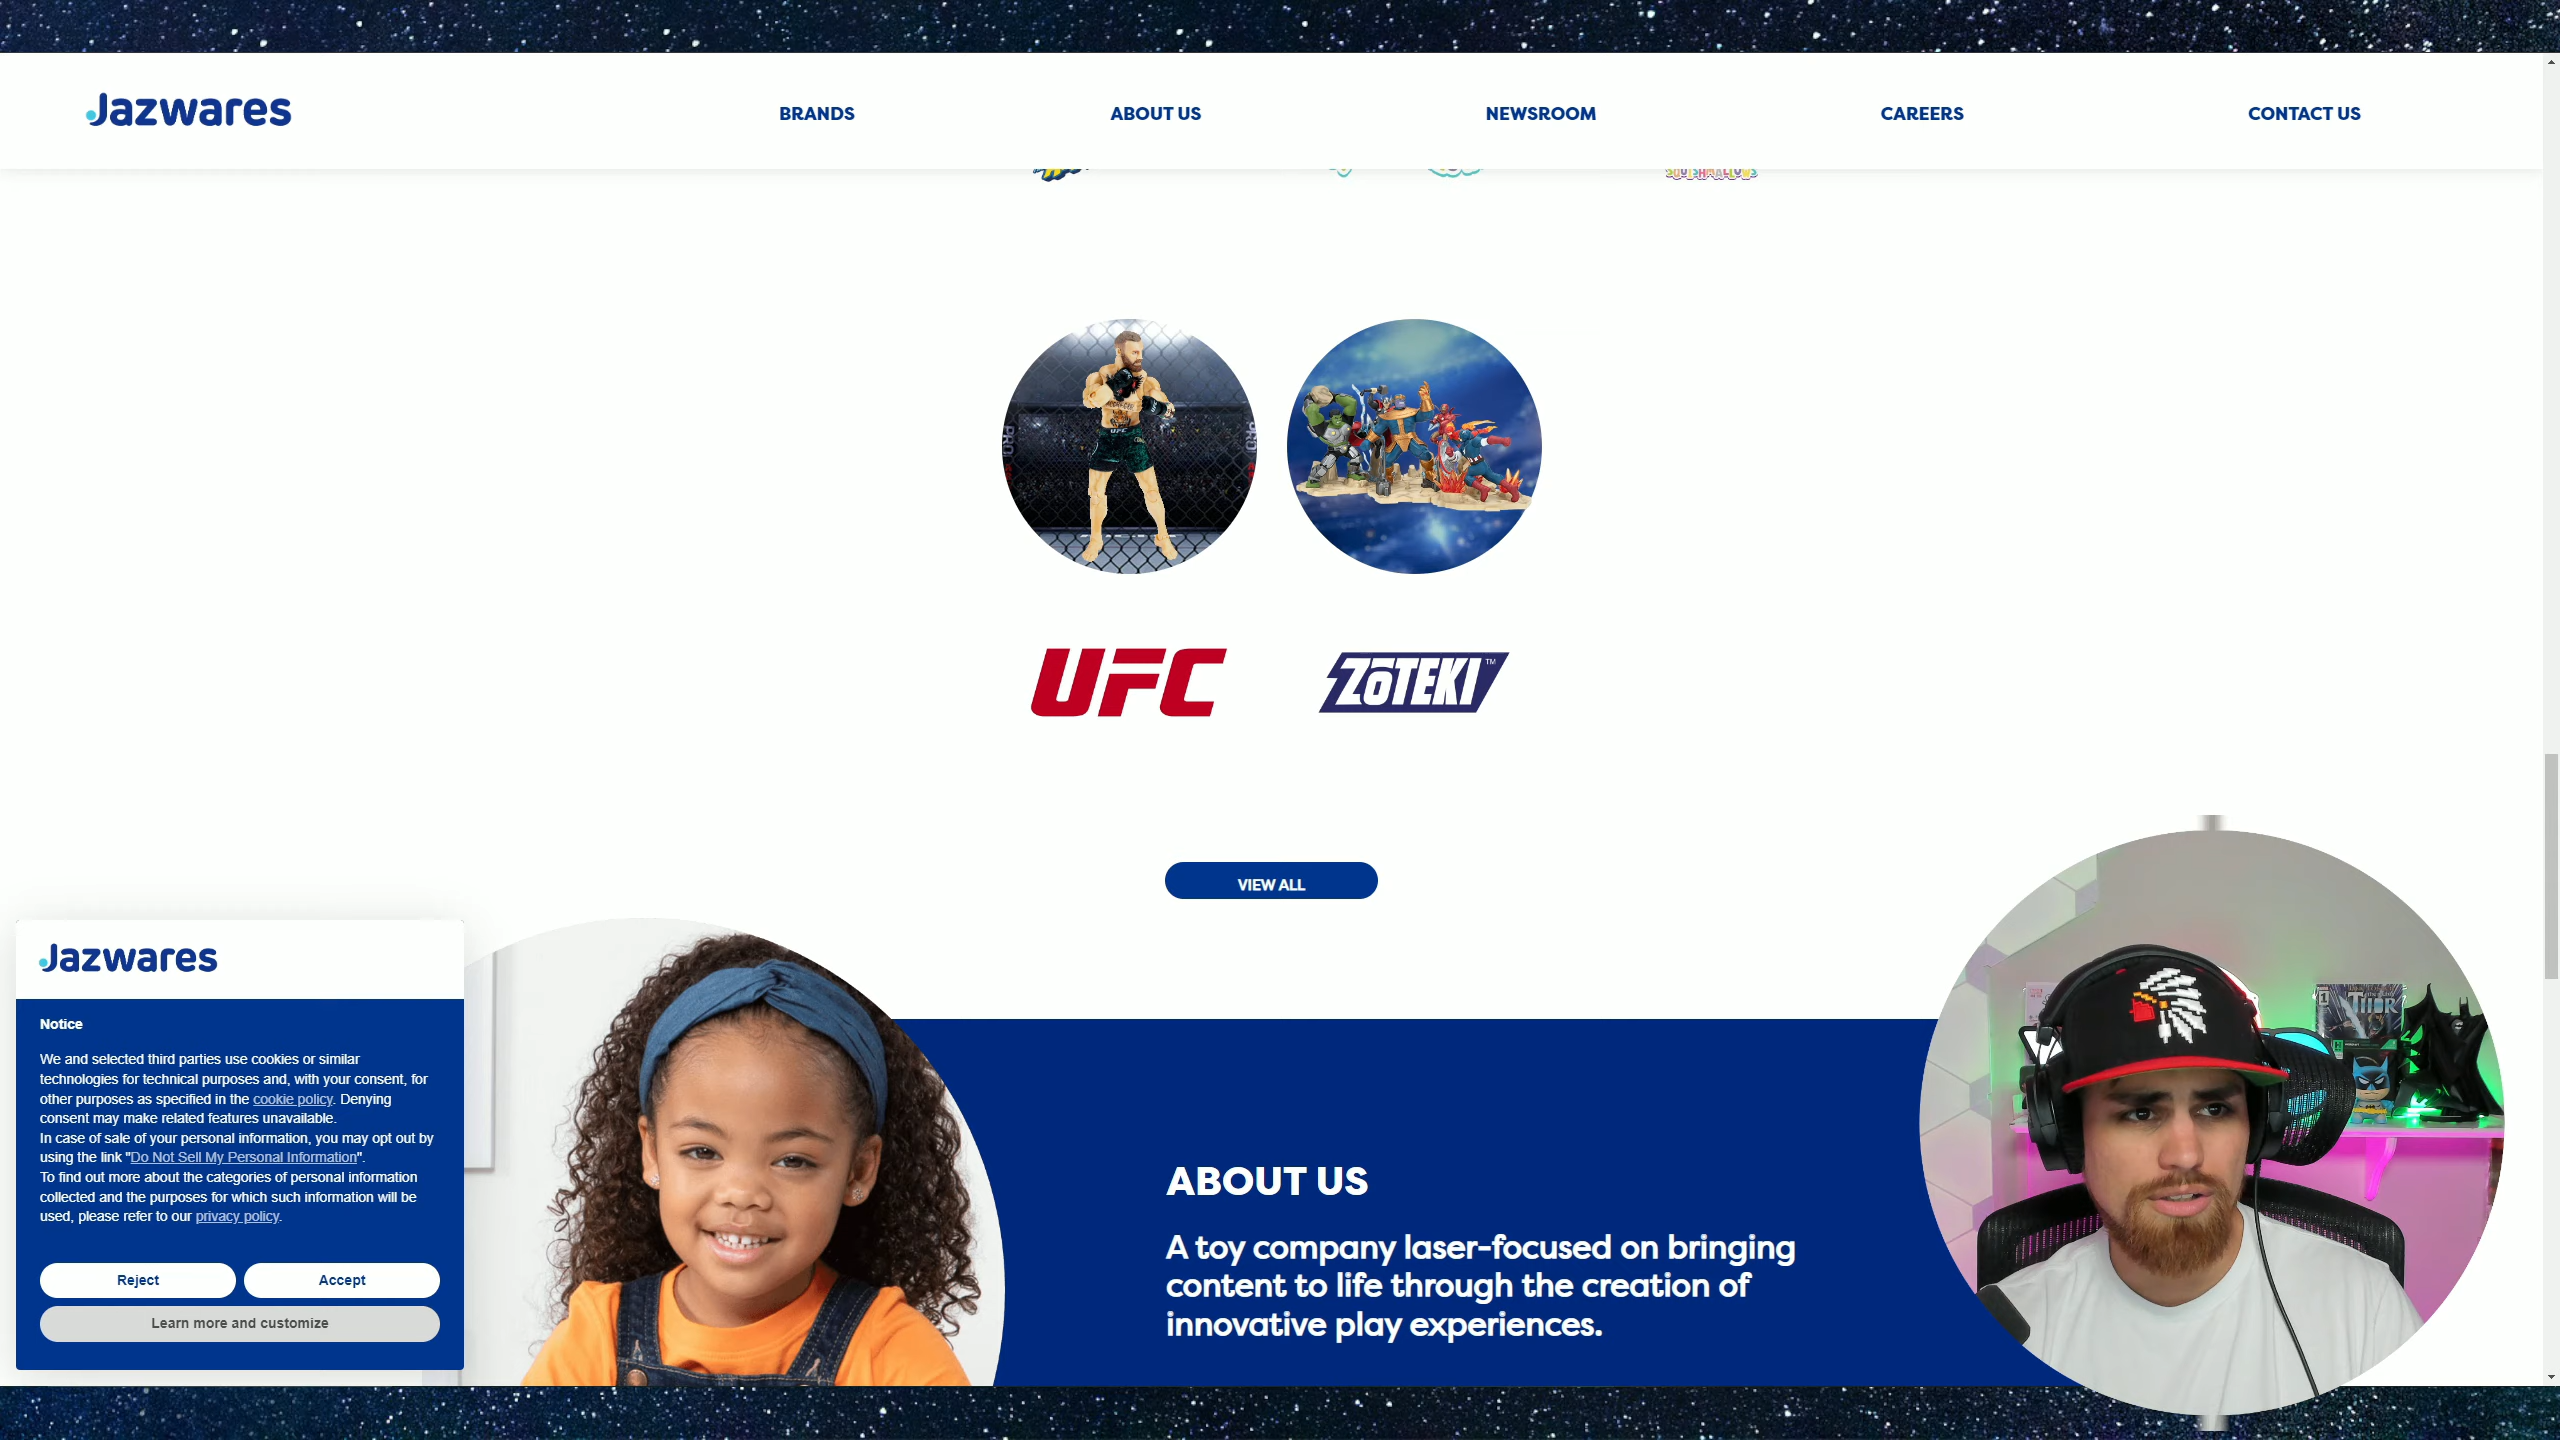 Jazwares
BRANDS
ABOUT US
NEWSROOM
CAREERS
CONTACT US
SQUISHMALLOWS
UFC
UFC
ZōTEKI™
VIEW ALL
Jazwares
Notice
We and selected third parties use cookies or similar
technologies for technical purposes and, with your consent, for
other purposes as specified in the cookie policy. Denying
consent may make related features unavailable.
In case of sale of your personal information, you may opt out by
using the link "Do Not Sell My Personal Information".
To find out more about the categories of personal information
collected and the purposes for which such information will be
used, please refer to our privacy policy.
Reject
Accept
Learn more and customize
ABOUT US
A toy company laser-focused on bringing
content to life through the creation of
innovative play experiences.
THOR